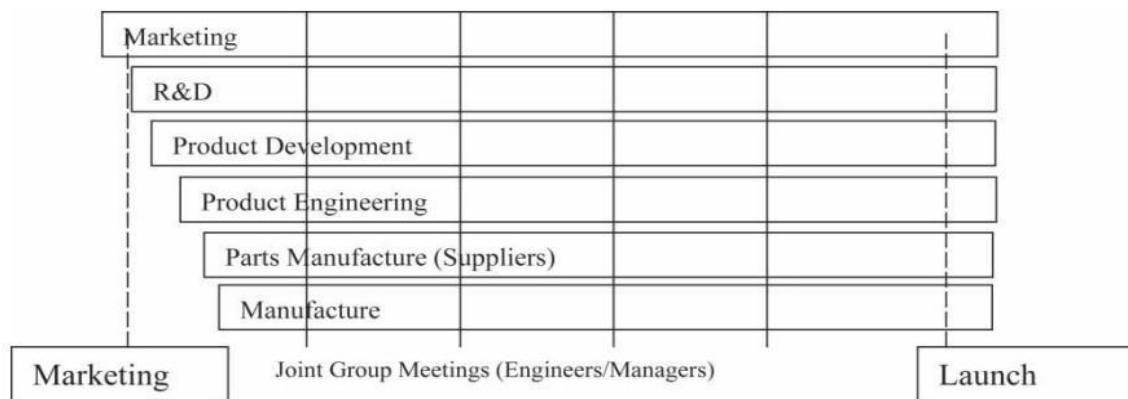 Marketing
R&D
Product Development
Product Engineering
Parts Manufacture (Suppliers)
Manufacture
Marketing
Joint Group Meetings (Engineers/Managers)
Launch